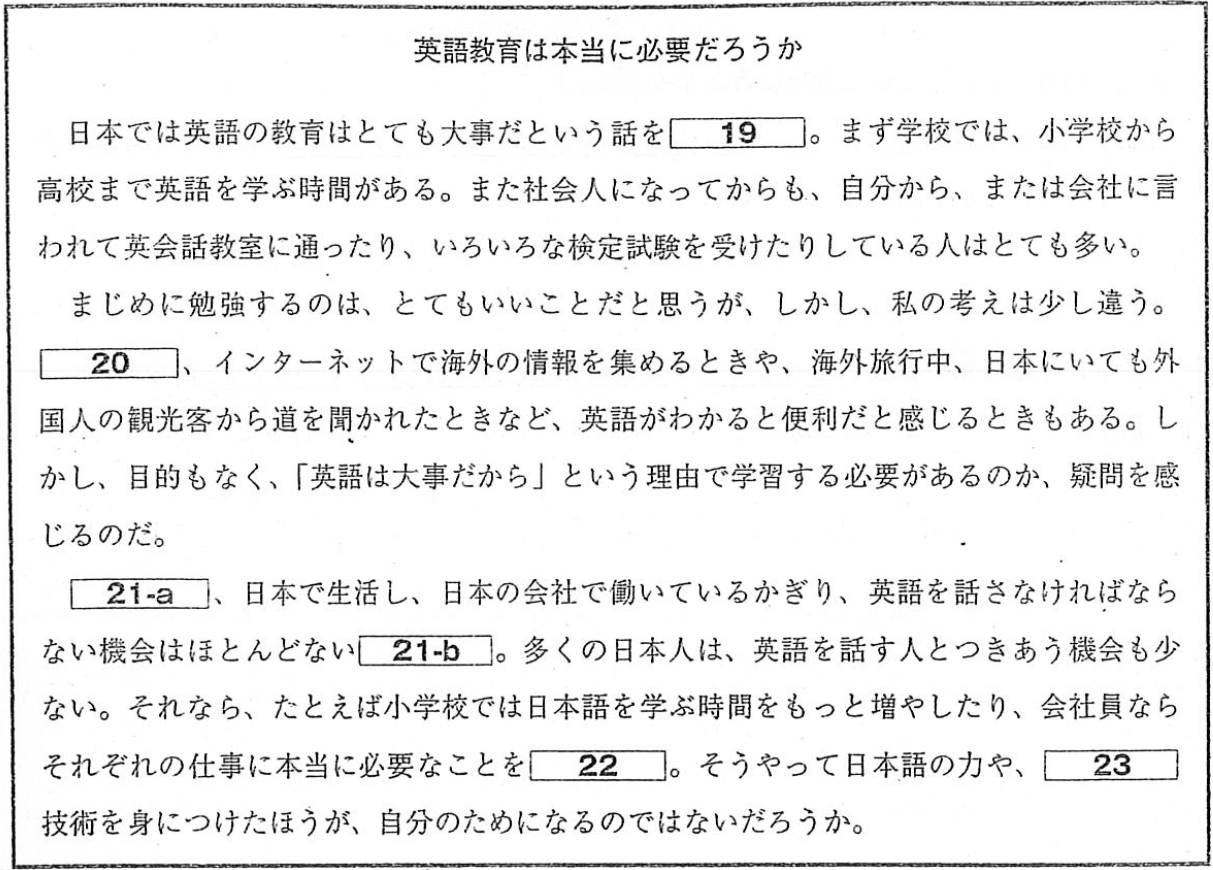 英語教育は本当に必要だろうか
日本では英語の教育はとても大事だという話を 19 。まず学校では、小学校から
高校まで英語を学ぶ時間がある。また社会人になってからも、自分から、または会社に言
われて英会話教室に通ったり、いろいろな検定試験を受けたりしている人はとても多い。
まじめに勉強するのは、とてもいいことだと思うが、しかし、私の考えは少し違う。
20 、インターネットで海外の情報を集めるときや、海外旅行中、日本にいても外
国人の観光客から道を聞かれたときなど、英語がわかると便利だと感じるときもある。し
かし、目的もなく、「英語は大事だから」という理由で学習する必要があるのか、疑問を感
じるのだ。
21-a 、日本で生活し、日本の会社で働いているかぎり、英語を話さなければなら
ない機会はほとんどない 21-b 。多くの日本人は、英語を話す人とつきあう機会も少
ない。それなら、たとえば小学校では日本語を学ぶ時間をもっと増やしたり、会社員なら
それぞれの仕事に本当に必要なことを 22 。そうやって日本語の力や、 23
技術を身につけたほうが、自分のためになるのではないだろうか。